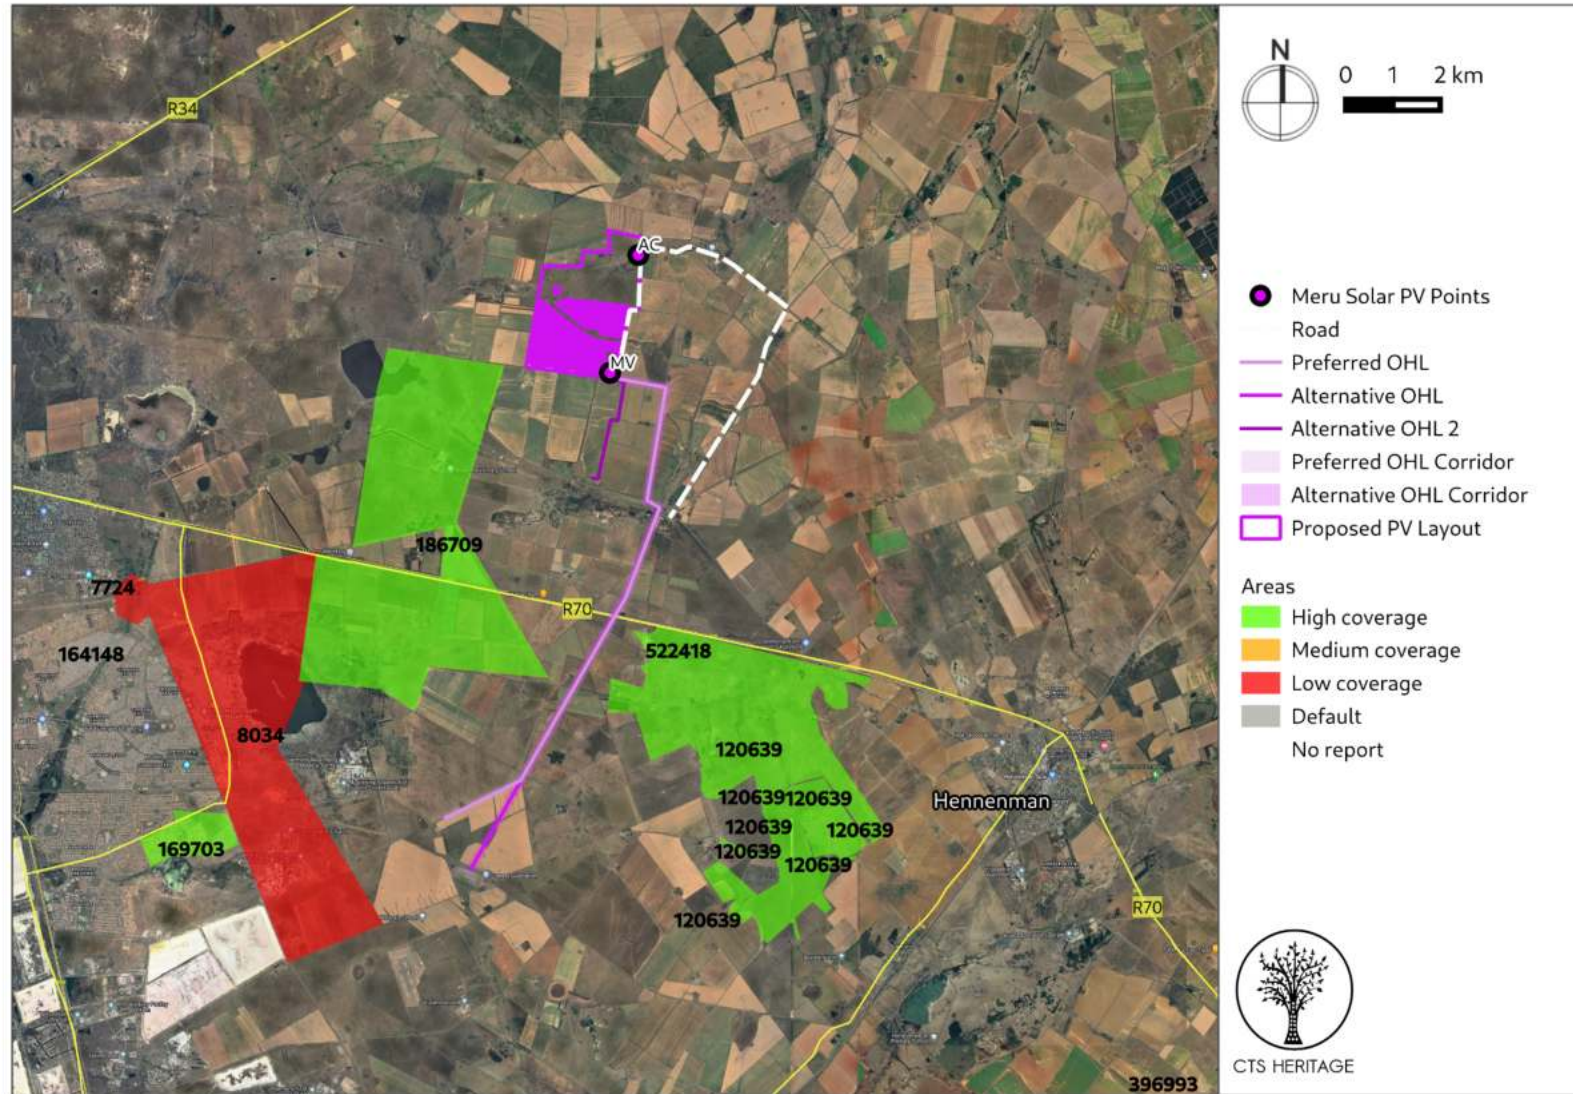 R34
AC
MV
186709
7724
R70
164148
522418
8034
120639
120639
120639
Hennenman
120639
120639
169703
120639
120639
R70
120639
396993
N
0 1 2 km
Meru Solar PV Points
Road
Preferred OHL
Alternative OHL
Alternative OHL 2
Preferred OHL Corridor
Alternative OHL Corridor
Proposed PV Layout
Areas
High coverage
Medium coverage
Low coverage
Default
No report
CTS HERITAGE